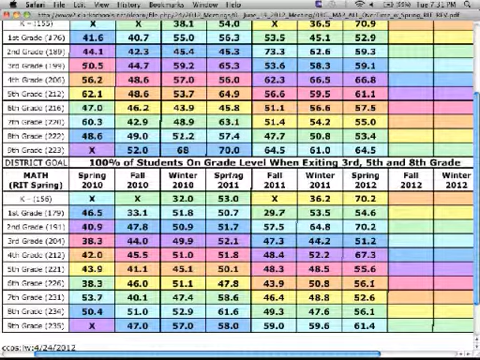 Safari File Edit View History Bookmarks Window Help Tue 7:31 PM
K - (155) X X 38.1 54.0 X 36.5 70.9
1st Grade (176) 41.6 40.7 55.0 56.3 45.1 52.9
2nd Grade (189) 44.1 42.3 45.4 45.3 73.3 62.6 59.3
3rd Grade (199) 50.5 44.7 59.2 65.3 53.6 58.3 59.1
4th Grade (206) 56.2 48.6 57.0 56.0 62.3 66.5 66.8
5th Grade (212) 62.1 48.6 53.7 64.9 56.6 59.5 61.1
6th Grade (216) 47.0 46.2 43.9 45.8 51.1 56.6 57.5
7th Grade (220) 60.3 42.9 48.9 63.1 51.4 54.2 55.0
8th Grade (222) 48.6 49.0 52.2 57.4 47.7 50.8 53.4
9th Grade (223) X 52.0 68 70.0 64.5 61.0 64.5
DISTRICT GOAL 100% of Students On Grade Level When Exiting 3rd, 5th and 8th Grade
MATH (RIT Spring) Spring 2010 Fall 2010 Winter 2010 Spring 2011 Fall 2011 Winter 2011 Spring 2012 Fall 2012 Winter 2012
K - (156) X X 32.0 53.0 X 36.2 70.2
1st Grade (179) 46.5 33.1 51.8 50.7 29.7 53.5 54.6
2nd Grade (191) 40.9 47.8 50.9 51.7 57.5 64.8 70.2
3rd Grade (204) 38.3 44.0 49.9 52.1 47.3 44.2 51.2
4th Grade (212) 42.0 45.5 51.0 51.8 48.4 52.2 67.3
5th Grade (221) 43.9 41.1 45.1 50.1 48.3 48.5 55.6
6th Grade (226) 38.3 46.0 51.1 47.8 43.9 50.8 56.1
7th Grade (231) 53.7 40.1 47.4 58.6 46.4 48.8 52.6
8th Grade (234) 50.4 51.0 52.9 61.6 49.3 47.6 56.1
9th Grade (235) X 47.0 57.0 58.0 59.0 59.6 61.4
ccps:lw:4/24/2012